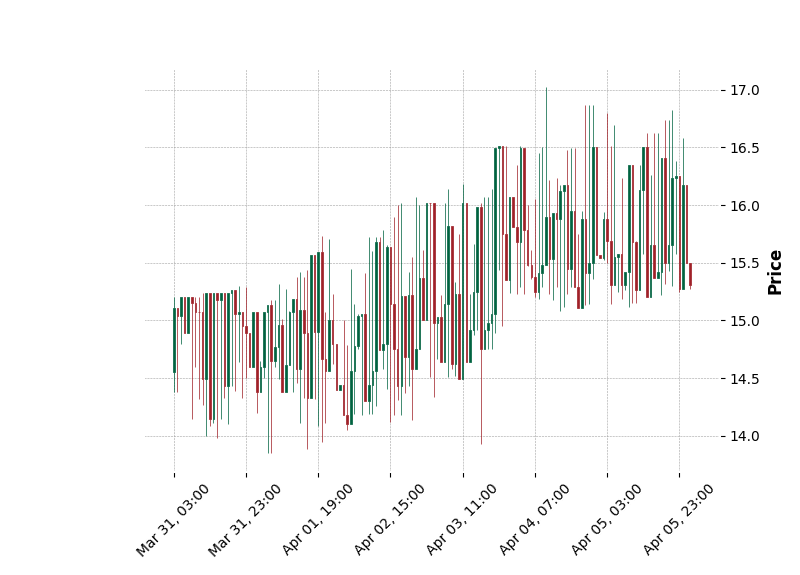 17.0
16.5
16.0
15.5
15.0
14.5
14.0
Price
Mar 31, 03:00
Mar 31, 23:00
Apr 01, 19:00
Apr 02, 15:00
Apr 03, 11:00
Apr 04, 07:00
Apr 05, 03:00
Apr 05, 23:00